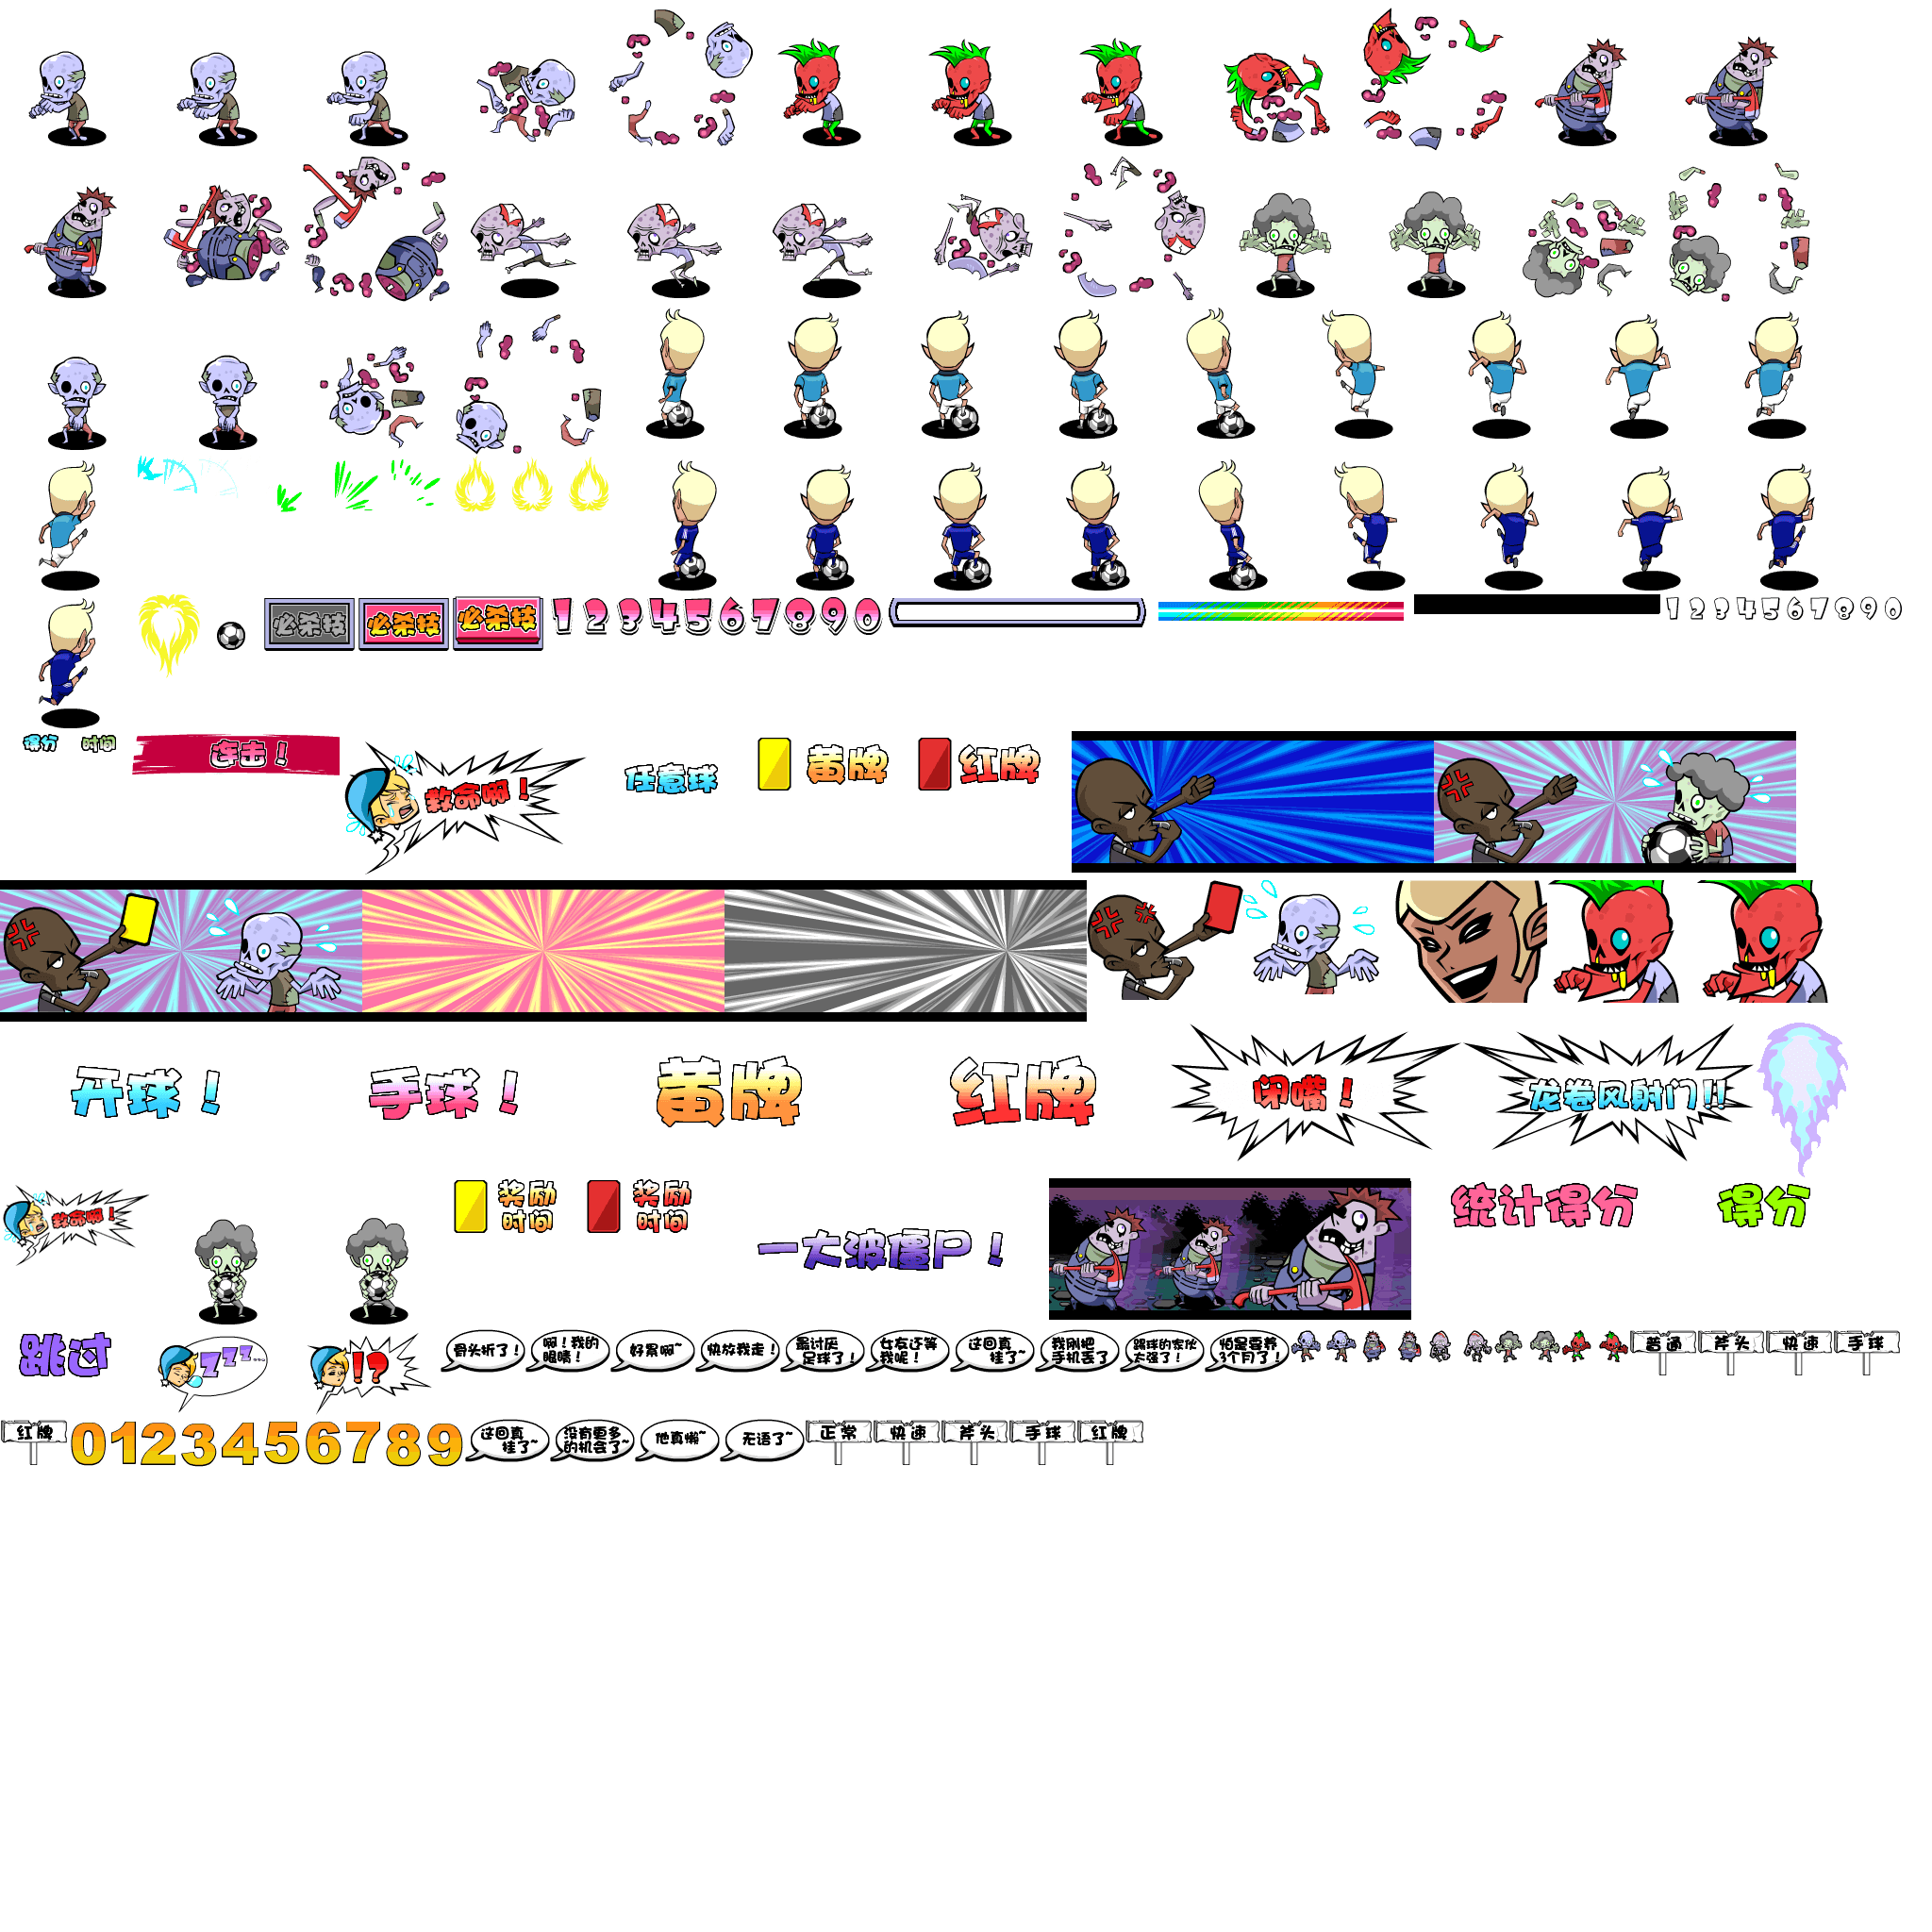 必杀技
必杀技
必杀技
1234567890
1234567890
得分
时间
连击！
救命啊！
任意球
黄牌
红牌
开球！
手球！
黄牌
红牌
闭嘴！
龙卷风射门!!
救命啊！
奖励
时间
奖励
时间
一大波僵尸！
统计得分
得分
跳过
ZZZ...
!?
骨头折了！
啊！我的
眼睛！
好累啊~
快放我走！
最讨厌
足球了！
女友还等
我呢！
这回真
挂了~
我刚把
手机丢了
踢球的家伙
太强了！
怕是要养
3个月了！
普通
斧头
快速
手球
红牌
0123456789
这回真
挂了~
没有更多
的机会了~
他真懒~
无语了~
正常
快速
斧头
手球
红牌